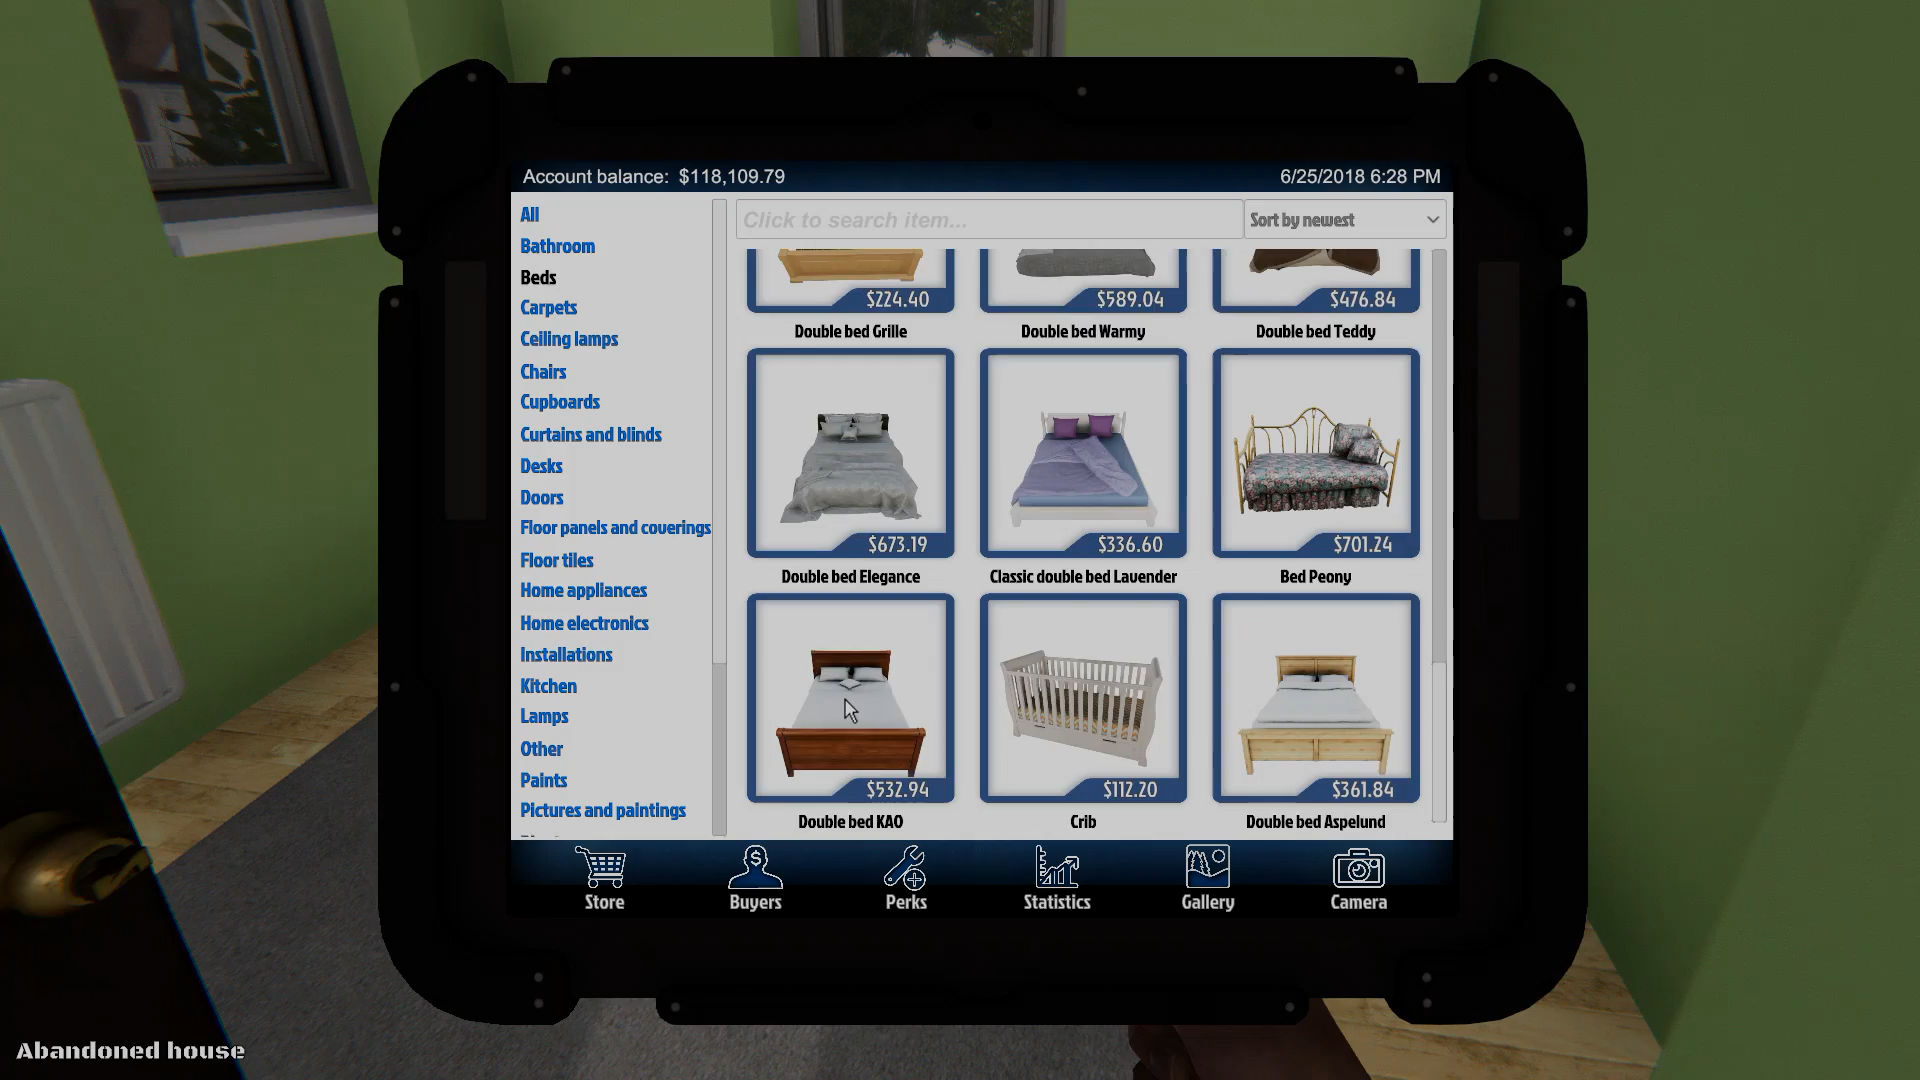 Account balance: $118,109.79
6/25/2018 6:28 PM
All
Bathroom
Beds
Carpets
Ceiling lamps
Chairs
Cupboards
Curtains and blinds
Desks
Doors
Floor panels and coverings
Floor tiles
Home appliances
Home electronics
Installations
Kitchen
Lamps
Other
Paints
Pictures and paintings
Click to search item...
Sort by newest
$224.40
$589.04
$476.84
Double bed Grille
Double bed Warmy
Double bed Teddy
$673.19
$336.60
$701.24
Double bed Elegance
Classic double bed Lavender
Bed Peony
$532.94
$112.20
$361.84
Double bed KAO
Crib
Double bed Aspelund
Store
Buyers
Perks
Statistics
Gallery
Camera
Abandoned house